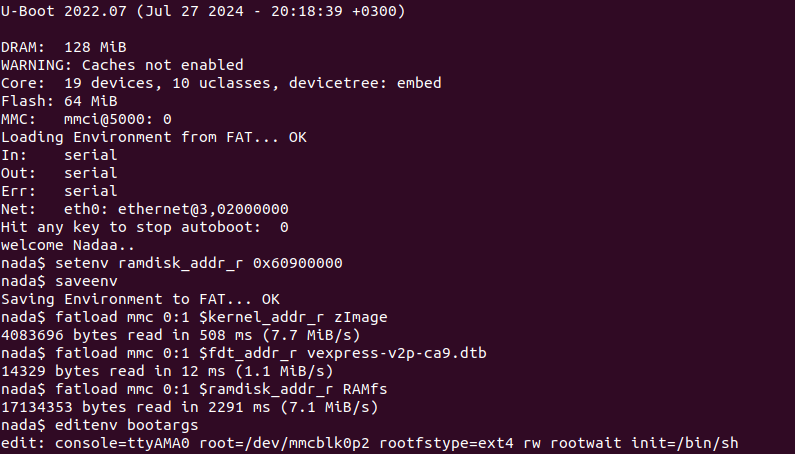 U-Boot 2022.07 (Jul 27 2024 - 20:18:39 +0300)
DRAM:  128 MiB
WARNING: Caches not enabled
Core:  19 devices, 10 uclasses, devicetree: embed
Flash: 64 MiB
MMC:   mmci@5000: 0
Loading Environment from FAT... OK
In:    serial
Out:   serial
Err:   serial
Net:   eth0: ethernet@3,02000000
Hit any key to stop autoboot:  0
welcome Nadaa..
nada$ setenv ramdisk_addr_r 0x60900000
nada$ saveenv
Saving Environment to FAT... OK
nada$ fatload mmc 0:1 $kernel_addr_r zImage
4083696 bytes read in 508 ms (7.7 MiB/s)
nada$ fatload mmc 0:1 $fdt_addr_r vexpress-v2p-ca9.dtb
14329 bytes read in 12 ms (1.1 MiB/s)
nada$ fatload mmc 0:1 $ramdisk_addr_r RAMfs
17134353 bytes read in 2291 ms (7.1 MiB/s)
nada$ editenv bootargs
edit: console=ttyAMA0 root=/dev/mmcblk0p2 rootfstype=ext4 rw rootwait init=/bin/sh